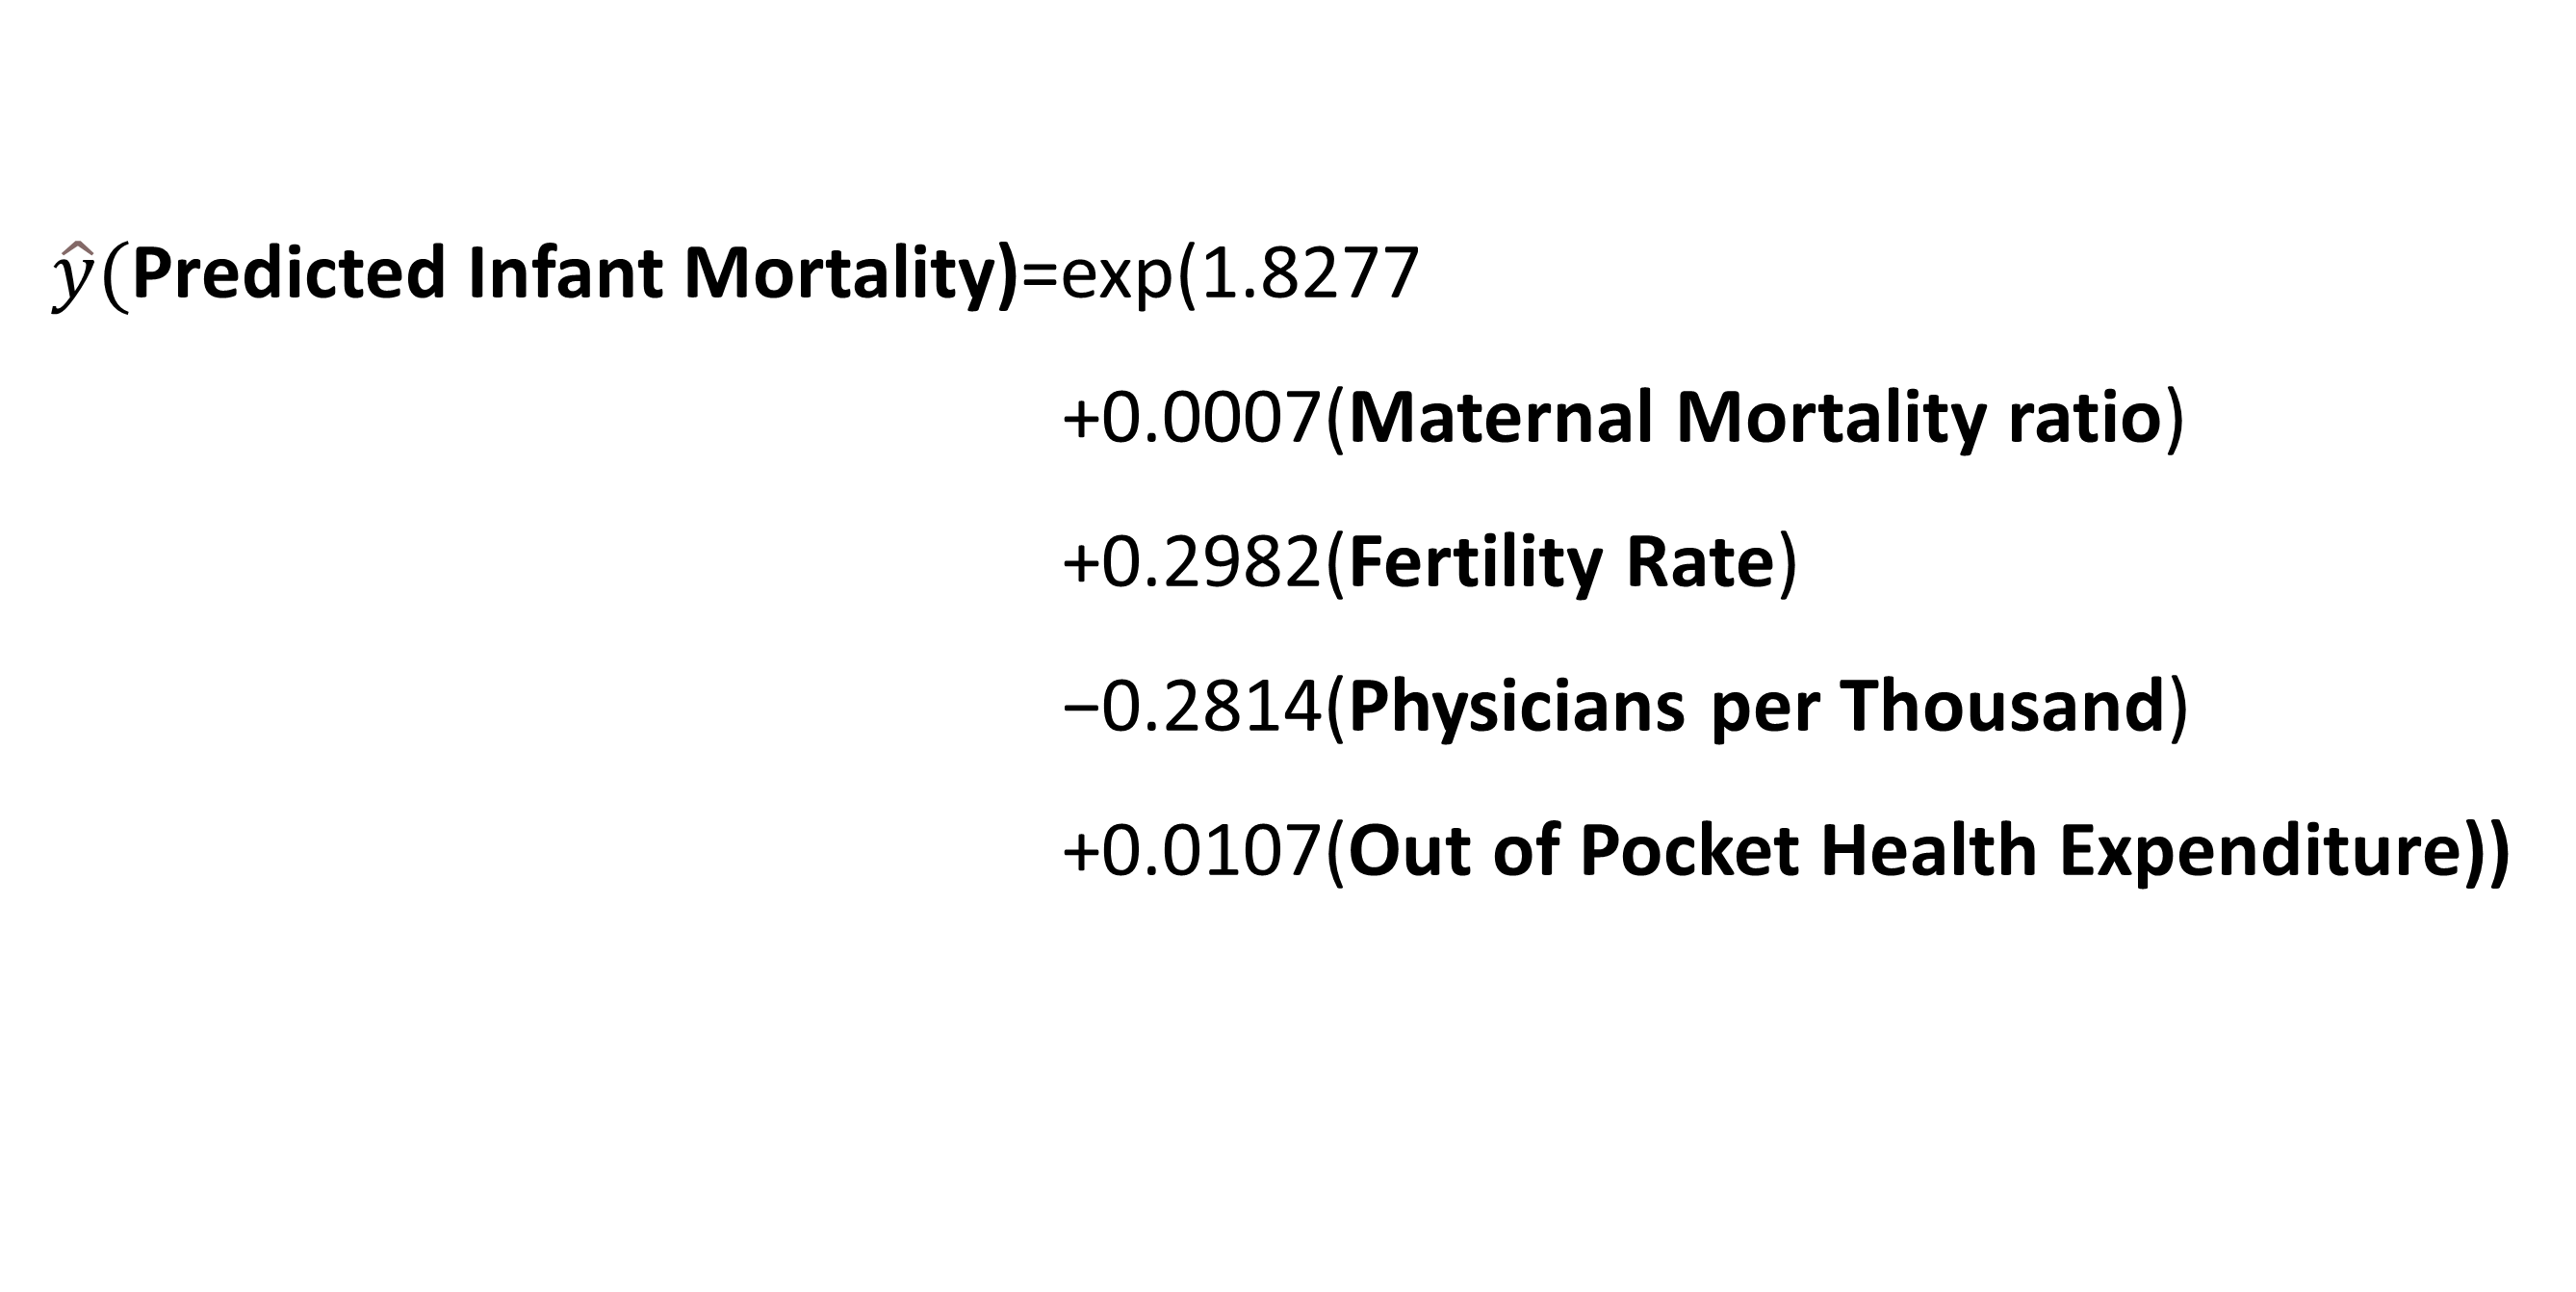 ŷ(Predicted Infant Mortality)=exp(1.8277
+0.0007(Maternal Mortality ratio)
+0.2982(Fertility Rate)
−0.2814(Physicians per Thousand)
+0.0107(Out of Pocket Health Expenditure))